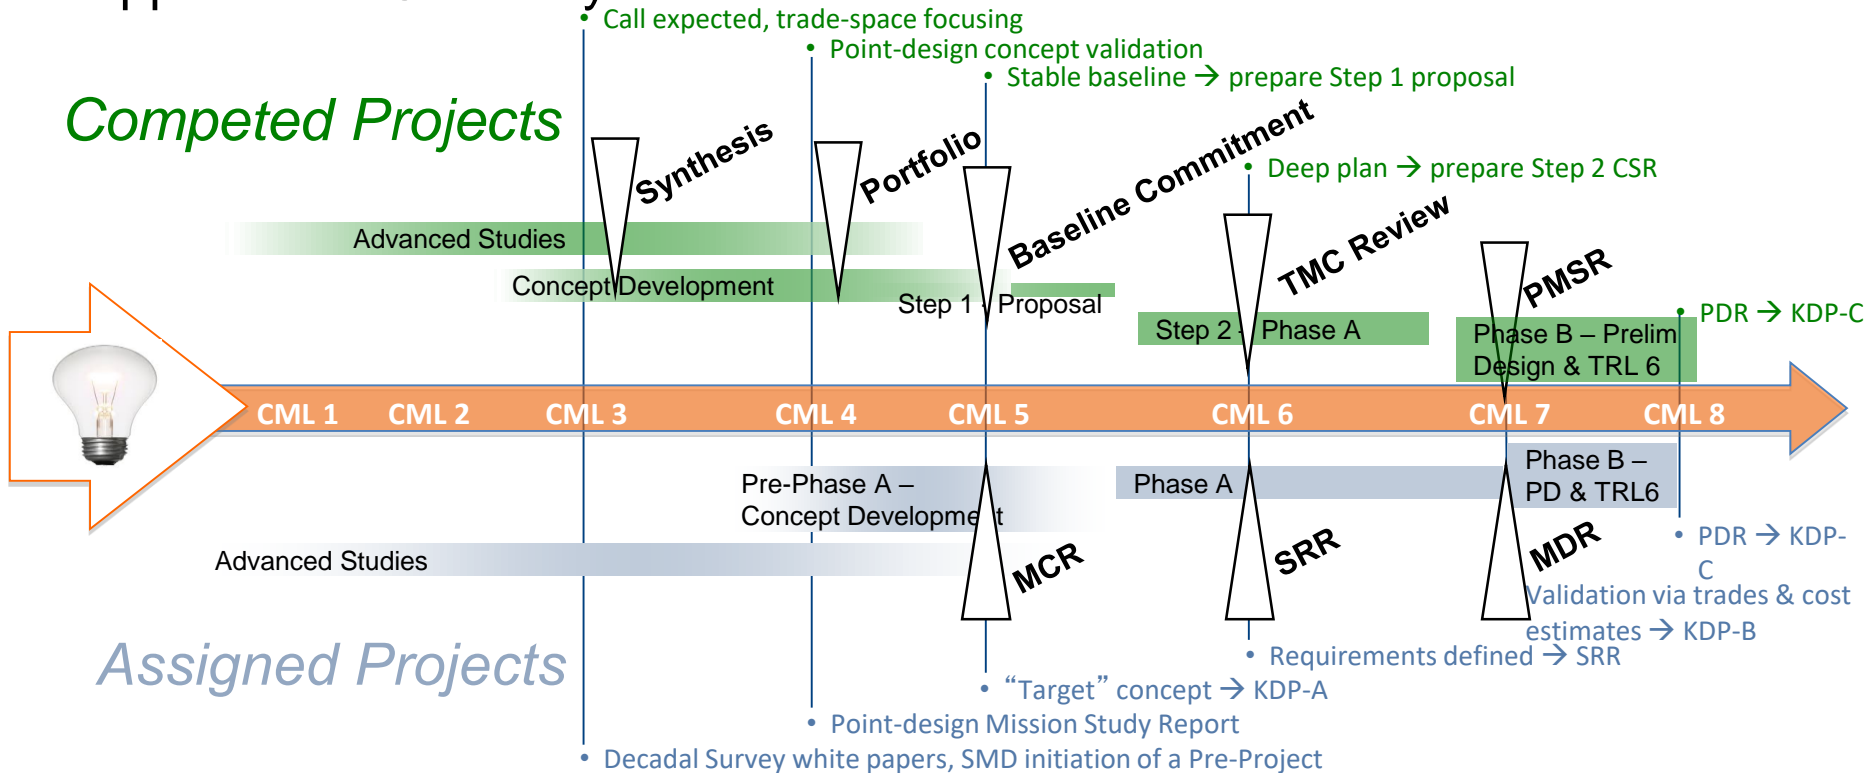 • Call expected, trade-space focusing
• Point-design concept validation
• Stable baseline → prepare Step 1 proposal
Competed Projects
Synthesis
Portfolio
Baseline Commitment
• Deep plan → prepare Step 2 CSR
TMC Review
PMSR
Advanced Studies
Concept Development
Step 1 - Proposal
• PDR → KDP-C
Step 2 - Phase A
Phase B – Prelim
Design & TRL 6
CML 1 CML 2 CML 3 CML 4 CML 5 CML 6 CML 7 CML 8
Pre-Phase A –
Concept Development
Phase A
Phase B –
PD & TRL6
Advanced Studies
MCR
SRR
MDR
• PDR → KDP-
C
Validation via trades & cost
estimates → KDP-B
Assigned Projects
• Requirements defined → SRR
• “Target” concept → KDP-A
• Point-design Mission Study Report
• Decadal Survey white papers, SMD initiation of a Pre-Project